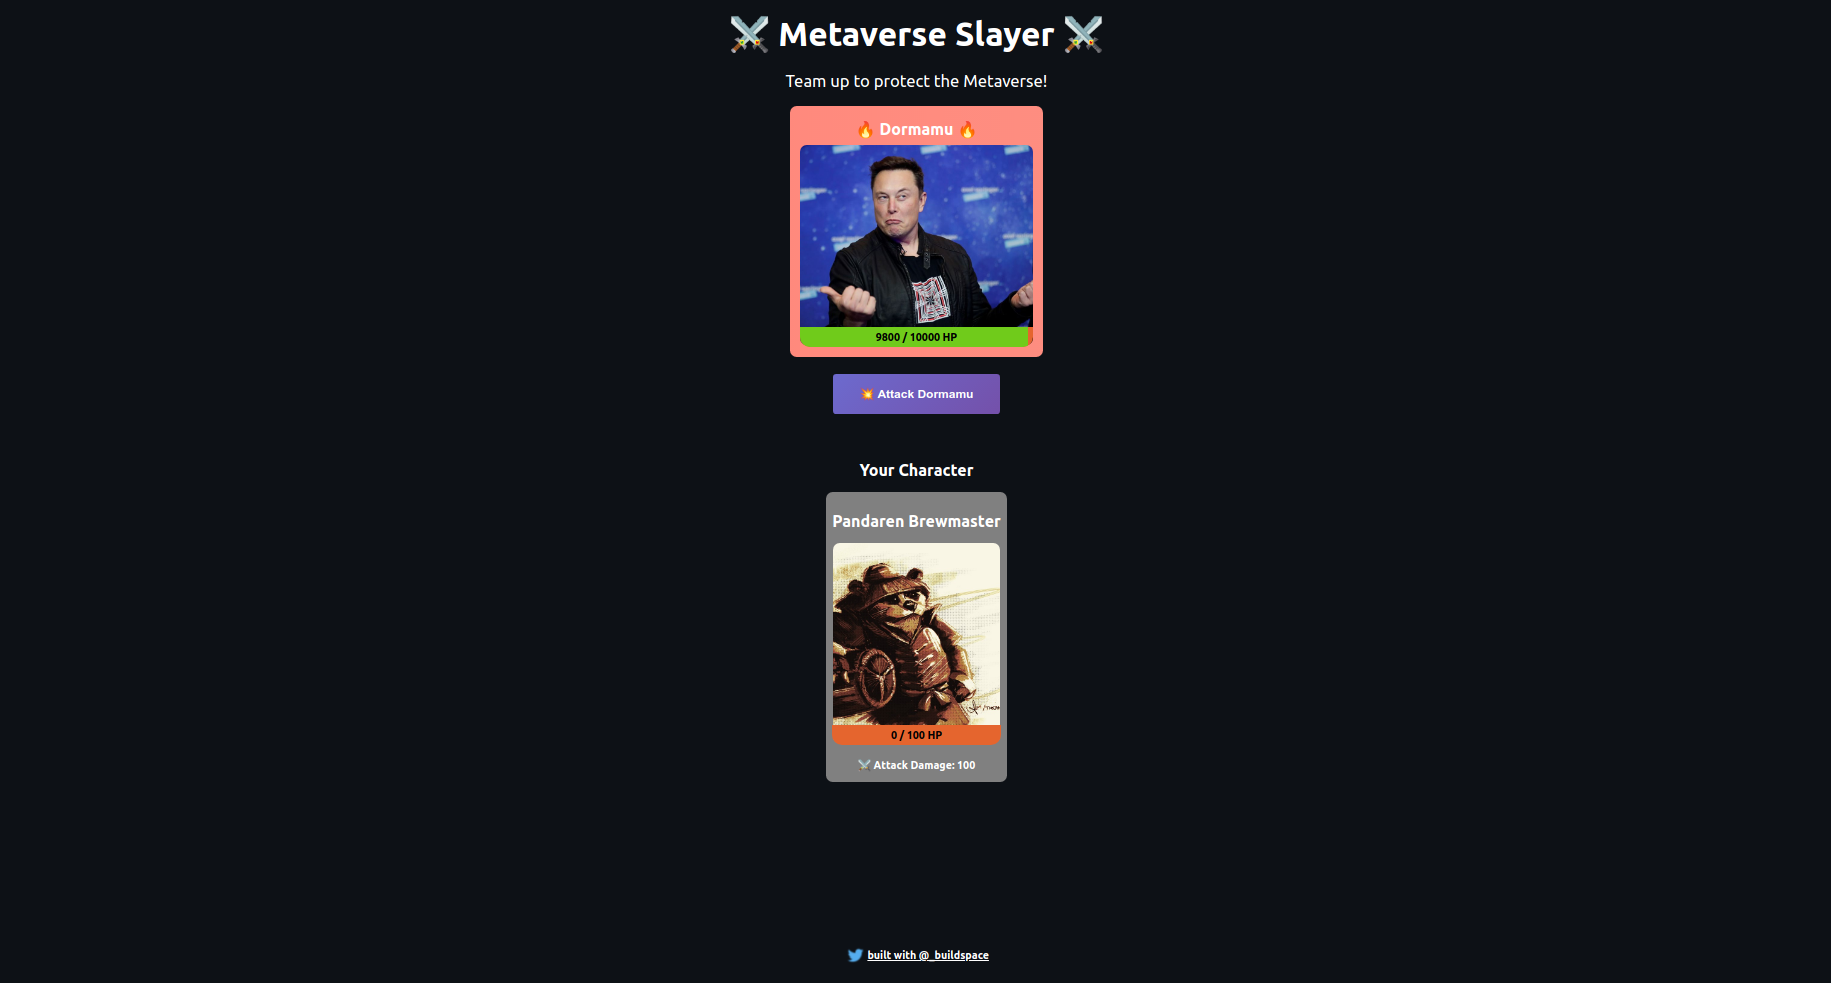 ⚔️ Metaverse Slayer ⚔️
Team up to protect the Metaverse!
🔥 Dormamu 🔥
9800 / 10000 HP
💥 Attack Dormamu
Your Character
Pandaren Brewmaster
0 / 100 HP
⚔️ Attack Damage: 100
built with @_buildspace